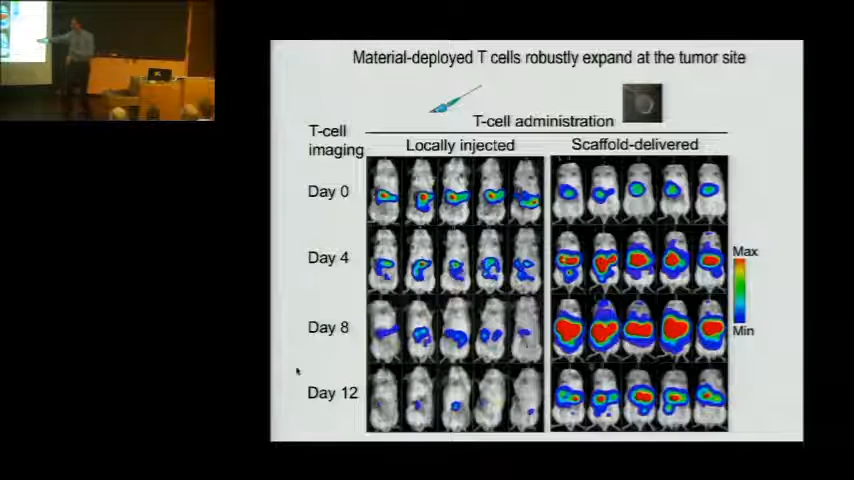 Material-deployed T cells robustly expand at the tumor site
T-cell administration
T-cell
imaging
Locally injected
Scaffold-delivered
Day 0
Day 4
Day 8
Day 12
Max
Min